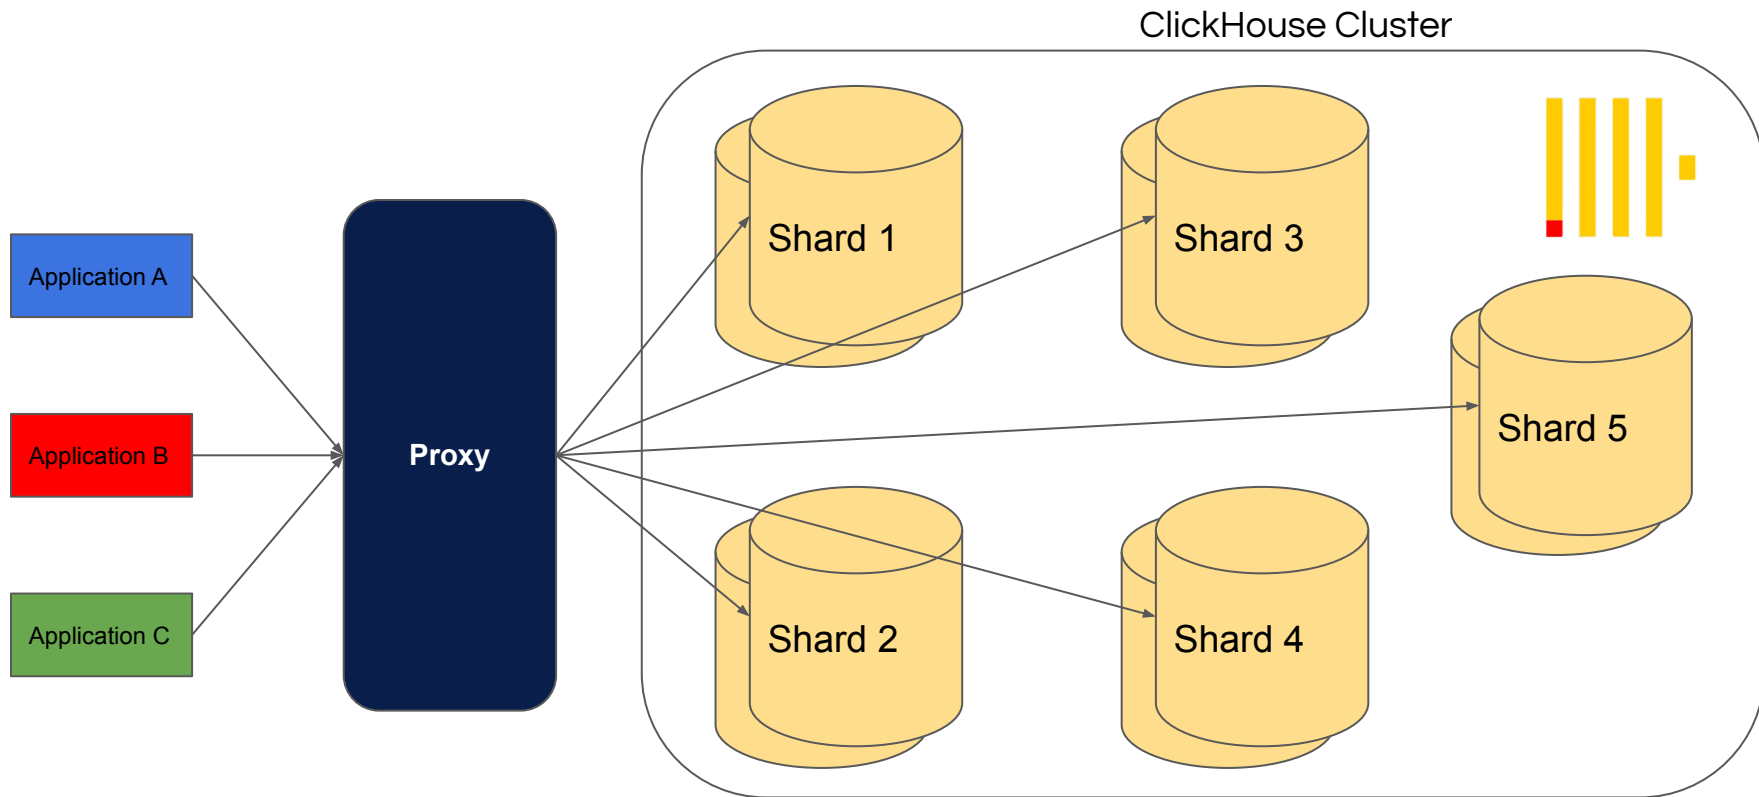 ClickHouse Cluster
Application A
Application B
Application C
Proxy
Shard 1
Shard 3
Shard 5
Shard 2
Shard 4